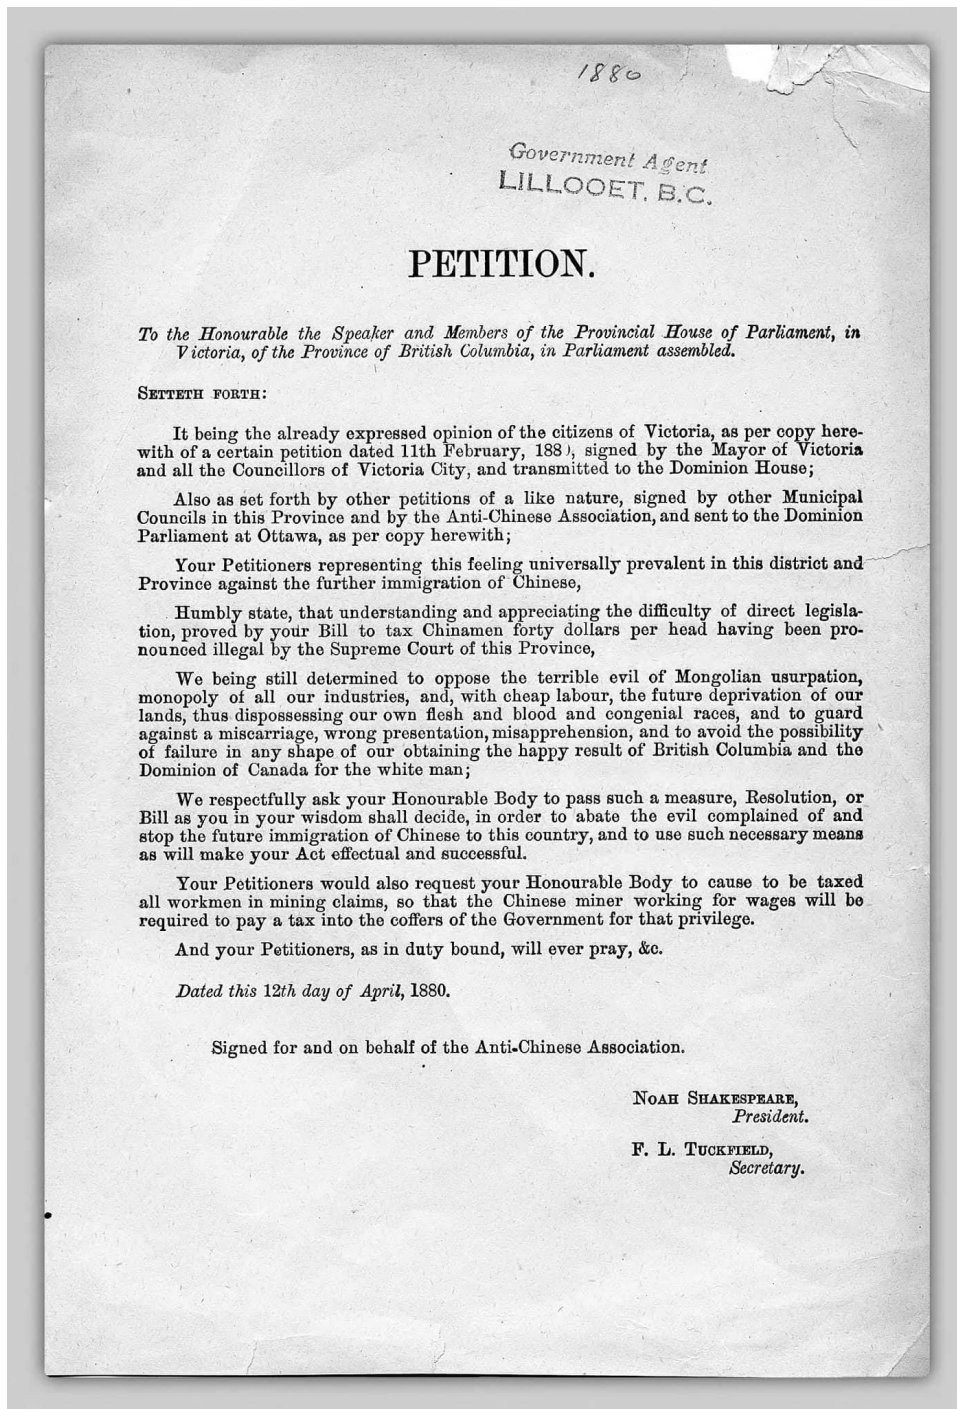 1880
Government Agent
LILLOOET, B.C.
PETITION.
To the Honourable the Speaker and Members of the Provincial House of Parliament, in
Victoria, of the Province of British Columbia, in Parliament assembled.
SETTETH FORTH:
It being the already expressed opinion of the citizens of Victoria, as per copy here-
with of a certain petition dated 11th February, 1880, signed by the Mayor of Victoria
and all the Councillors of Victoria City, and transmitted to the Dominion House;
Also as set forth by other petitions of a like nature, signed by other Municipal
Councils in this Province and by the Anti-Chinese Association, and sent to the Dominion
Parliament at Ottawa, as per copy herewith;
Your Petitioners representing this feeling universally prevalent in this district and
Province against the further immigration of Chinese,
Humbly state, that understanding and appreciating the difficulty of direct legisla-
tion, proved by your Bill to tax Chinamen forty dollars per head having been pro-
nounced illegal by the Supreme Court of this Province,
We being still determined to oppose the terrible evil of Mongolian usurpation,
monopoly of all our industries, and, with cheap labour, the future deprivation of our
lands, thus dispossessing our own flesh and blood and congenial races, and to guard
against a miscarriage, wrong presentation, misapprehension, and to avoid the possibility
of failure in any shape of our obtaining the happy result of British Columbia and the
Dominion of Canada for the white man;
We respectfully ask your Honourable Body to pass such a measure, Resolution, or
Bill as you in your wisdom shall decide, in order to abate the evil complained of and
stop the future immigration of Chinese to this country, and to use such necessary means
as will make your Act effectual and successful.
Your Petitioners would also request your Honourable Body to cause to be taxed
all workmen in mining claims, so that the Chinese miner working for wages will be
required to pay a tax into the coffers of the Government for that privilege.
And your Petitioners, as in duty bound, will ever pray, &c.
Dated this 12th day of April, 1880.
Signed for and on behalf of the Anti-Chinese Association.
NOAH SHAKESPEARE,
President.
F. L. TUCKFIELD,
Secretary.